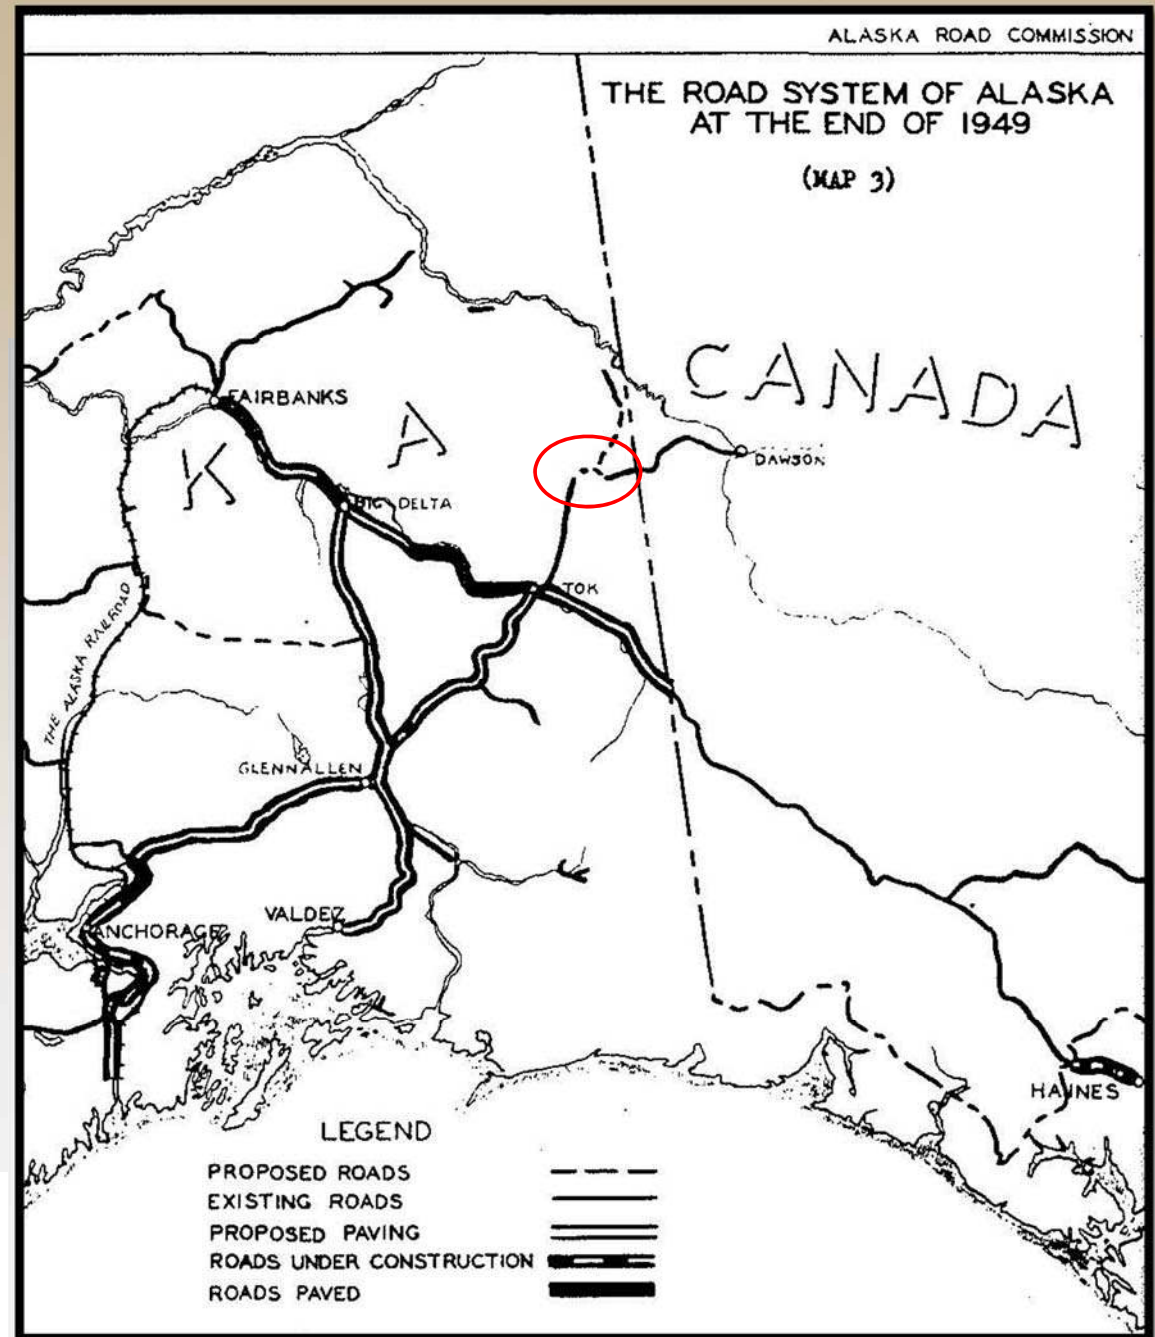 ALASKA ROAD COMMISSION
THE ROAD SYSTEM OF ALASKA
AT THE END OF 1949
(MAP 3)
CANADA
FAIRBANKS
K
A
DAWSON
BIG DELTA
TOK
THE ALASKA RAILROAD
GLENNALLEN
VALDEZ
ANCHORAGE
HAINES
LEGEND
PROPOSED ROADS
EXISTING ROADS
PROPOSED PAVING
ROADS UNDER CONSTRUCTION
ROADS PAVED